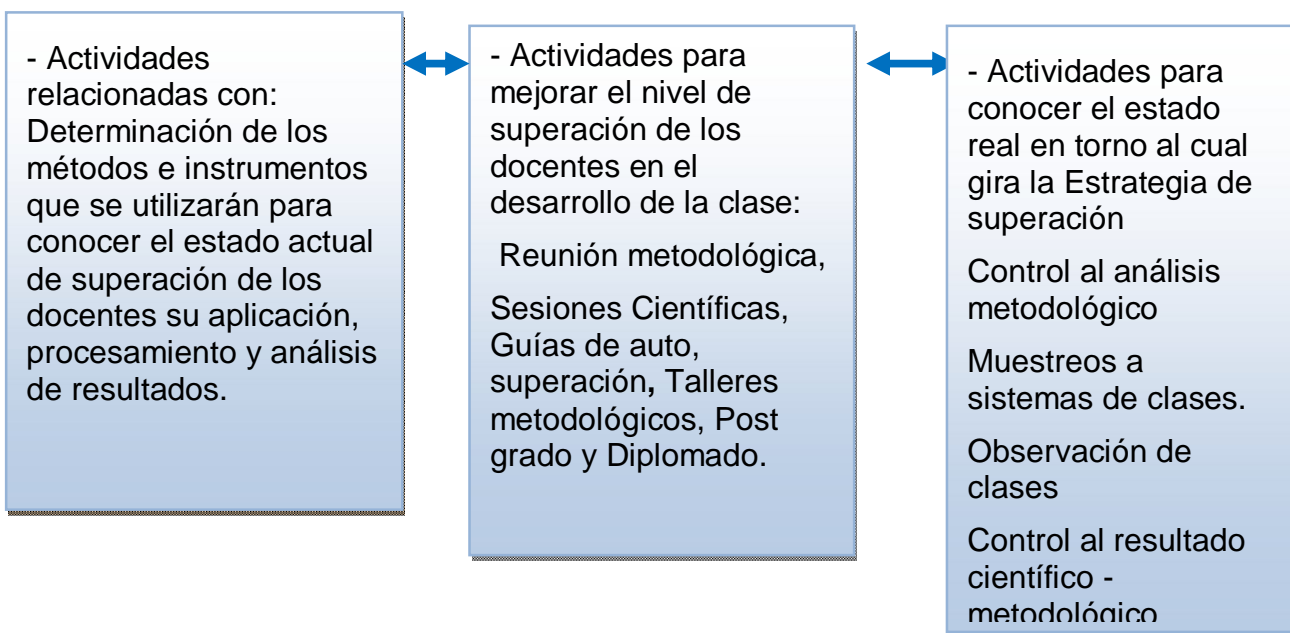 - Actividades
relacionadas con:
Determinación de los
métodos e instrumentos
que se utilizarán para
conocer el estado actual
de superación de los
docentes su aplicación,
procesamiento y análisis
de resultados.
- Actividades para
mejorar el nivel de
superación de los
docentes en el
desarrollo de la clase:
Reunión metodológica,
Sesiones Científicas,
Guías de auto,
superación, Talleres
metodológicos, Post
grado y Diplomado.
- Actividades para
conocer el estado
real en torno al cual
gira la Estrategia de
superación
Control al análisis
metodológico
Muestreos a
sistemas de clases.
Observación de
clases
Control al resultado
científico -
metodológico